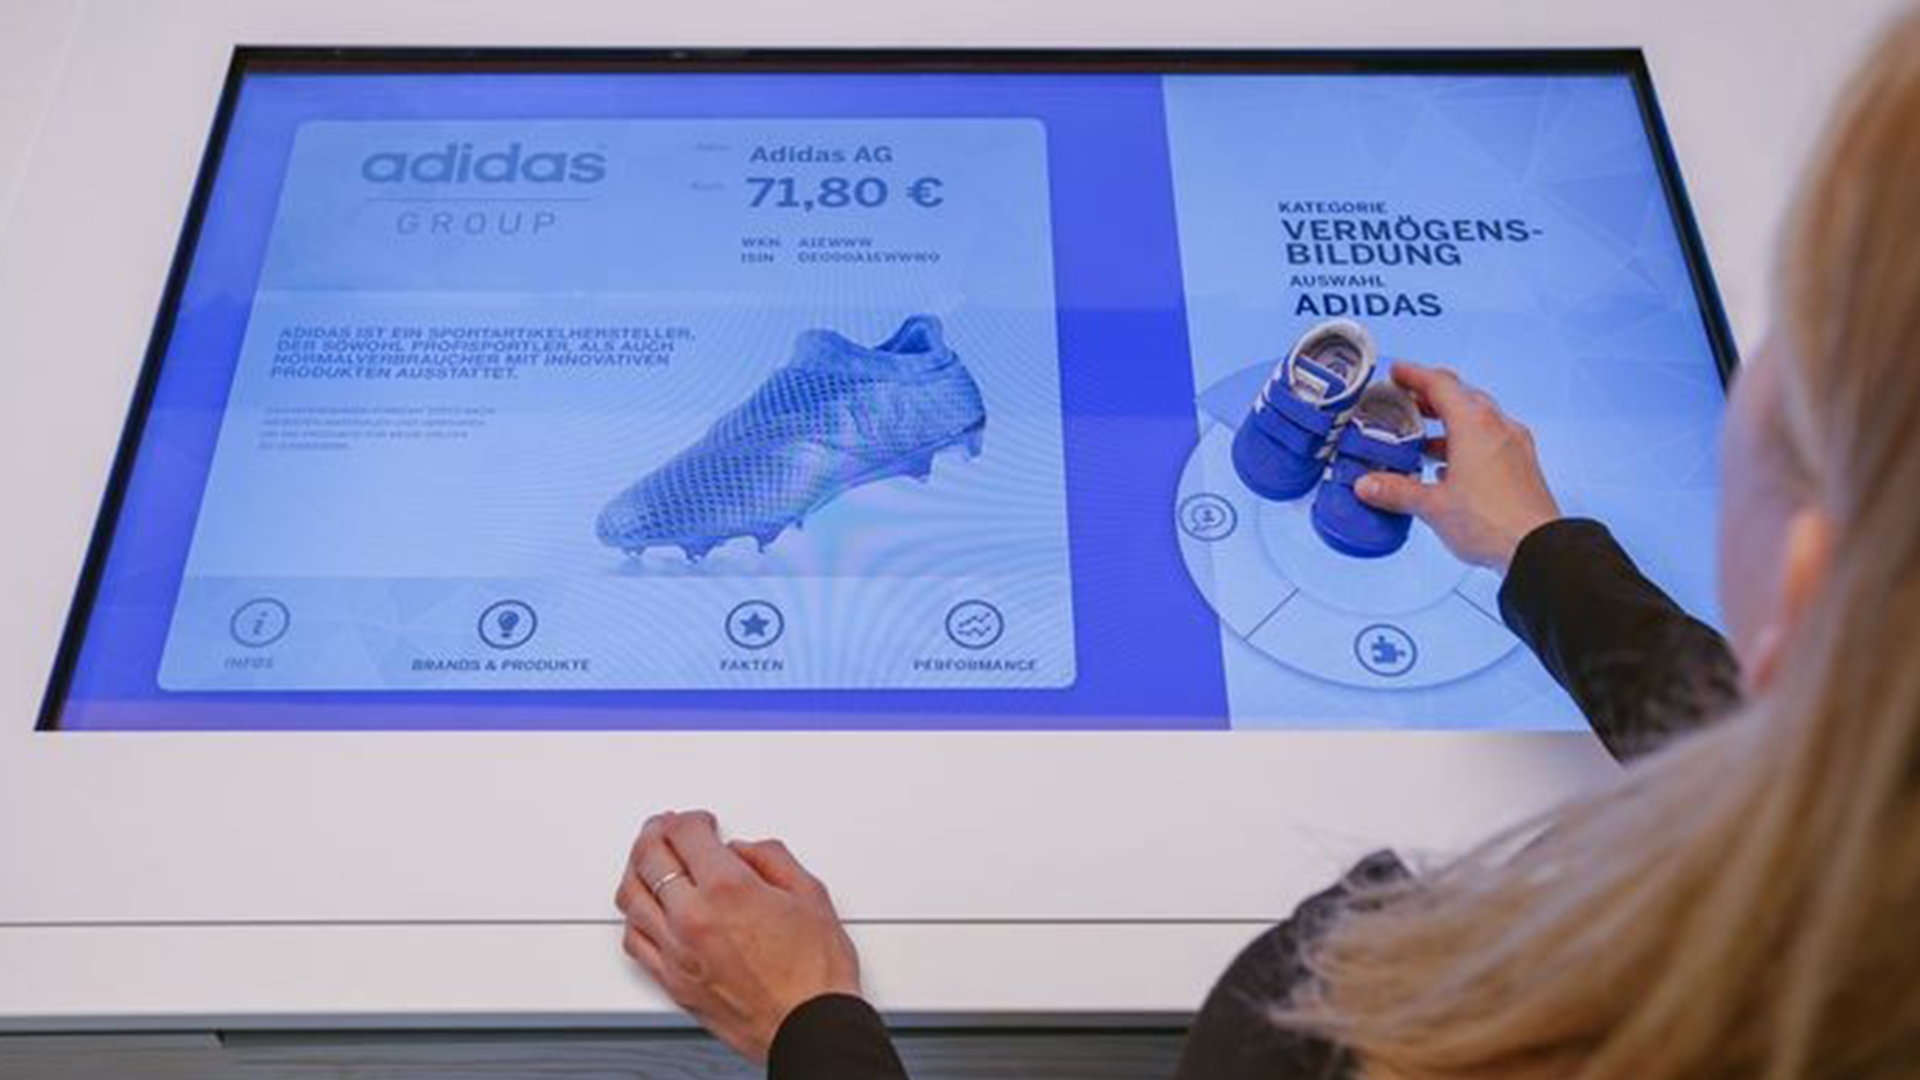 adidas
GROUP
Adidas AG
71,80 €
WKN A1EWWW
ISIN DE000A1EWWW0
ADIDAS IST EIN SPORTARTIKELHERSTELLER,
DER SOWOHL PROFISPORTLER, ALS AUCH
NORMALVERBRAUCHER MIT INNOVATIVEN
PRODUKTEN AUSSTATTET.
INFOS
BRANDS & PRODUKTE
FAKTEN
PERFORMANCE
KATEGORIE
VERMÖGENS-
BILDUNG
AUSWAHL
ADIDAS